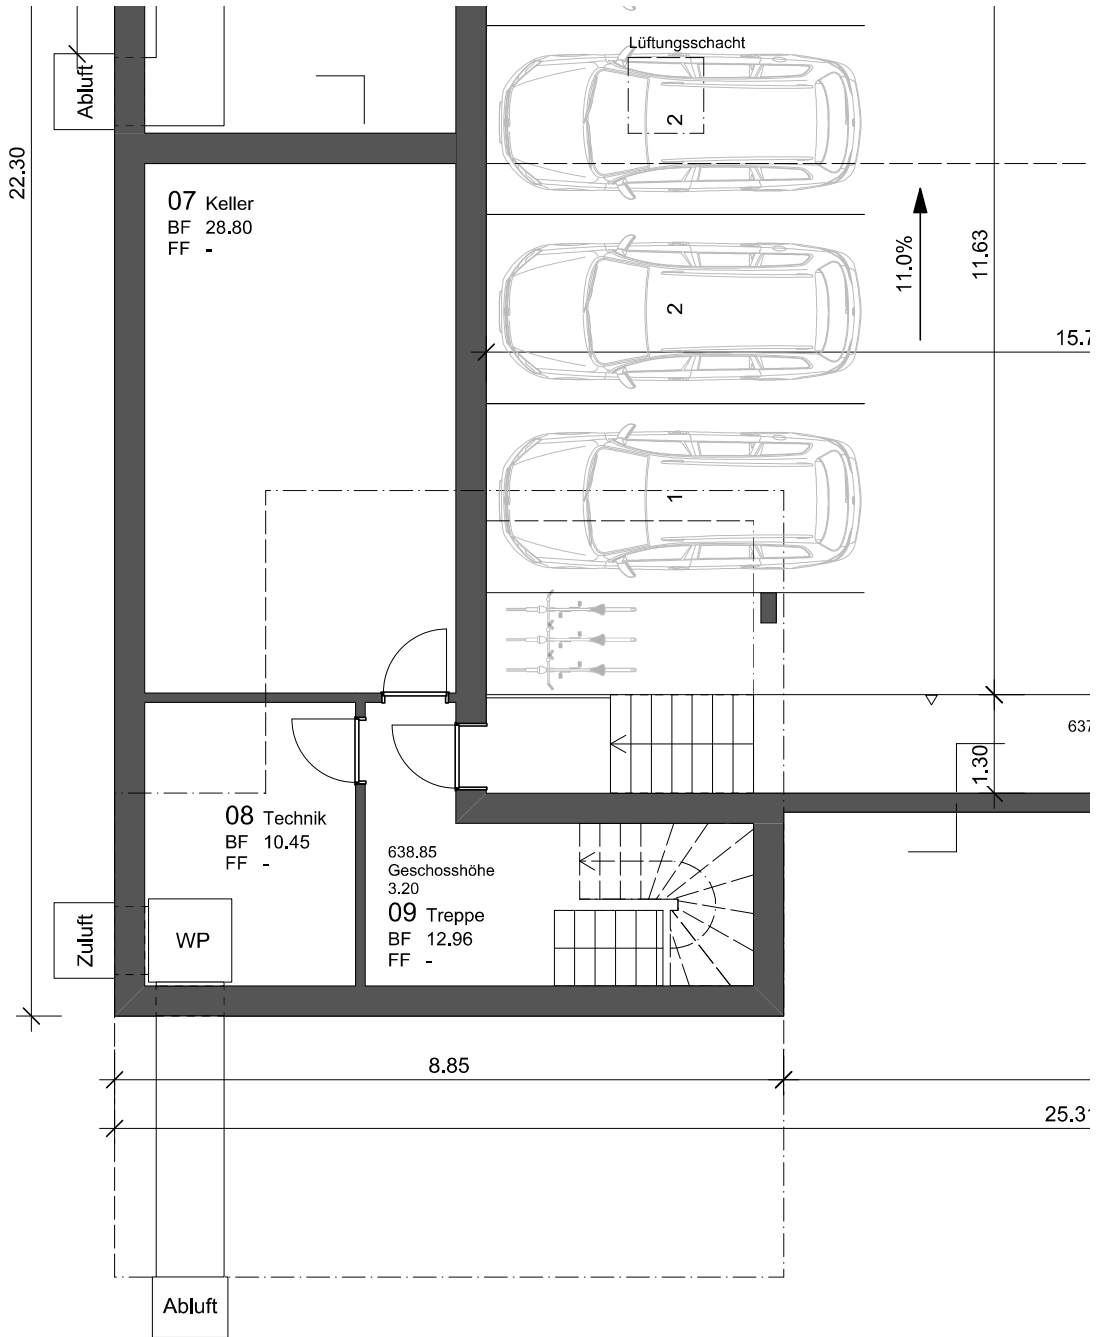 Lüftungsschacht
Abluft
2
22.30
07 Keller
BF 28.80
FF -
11.0%
11.63
2
15.7
1
637
1.30
08 Technik
BF 10.45
FF -
638.85
Geschosshöhe
3.20
09 Treppe
BF 12.96
FF -
Zuluft
WP
8.85
25.31
Abluft